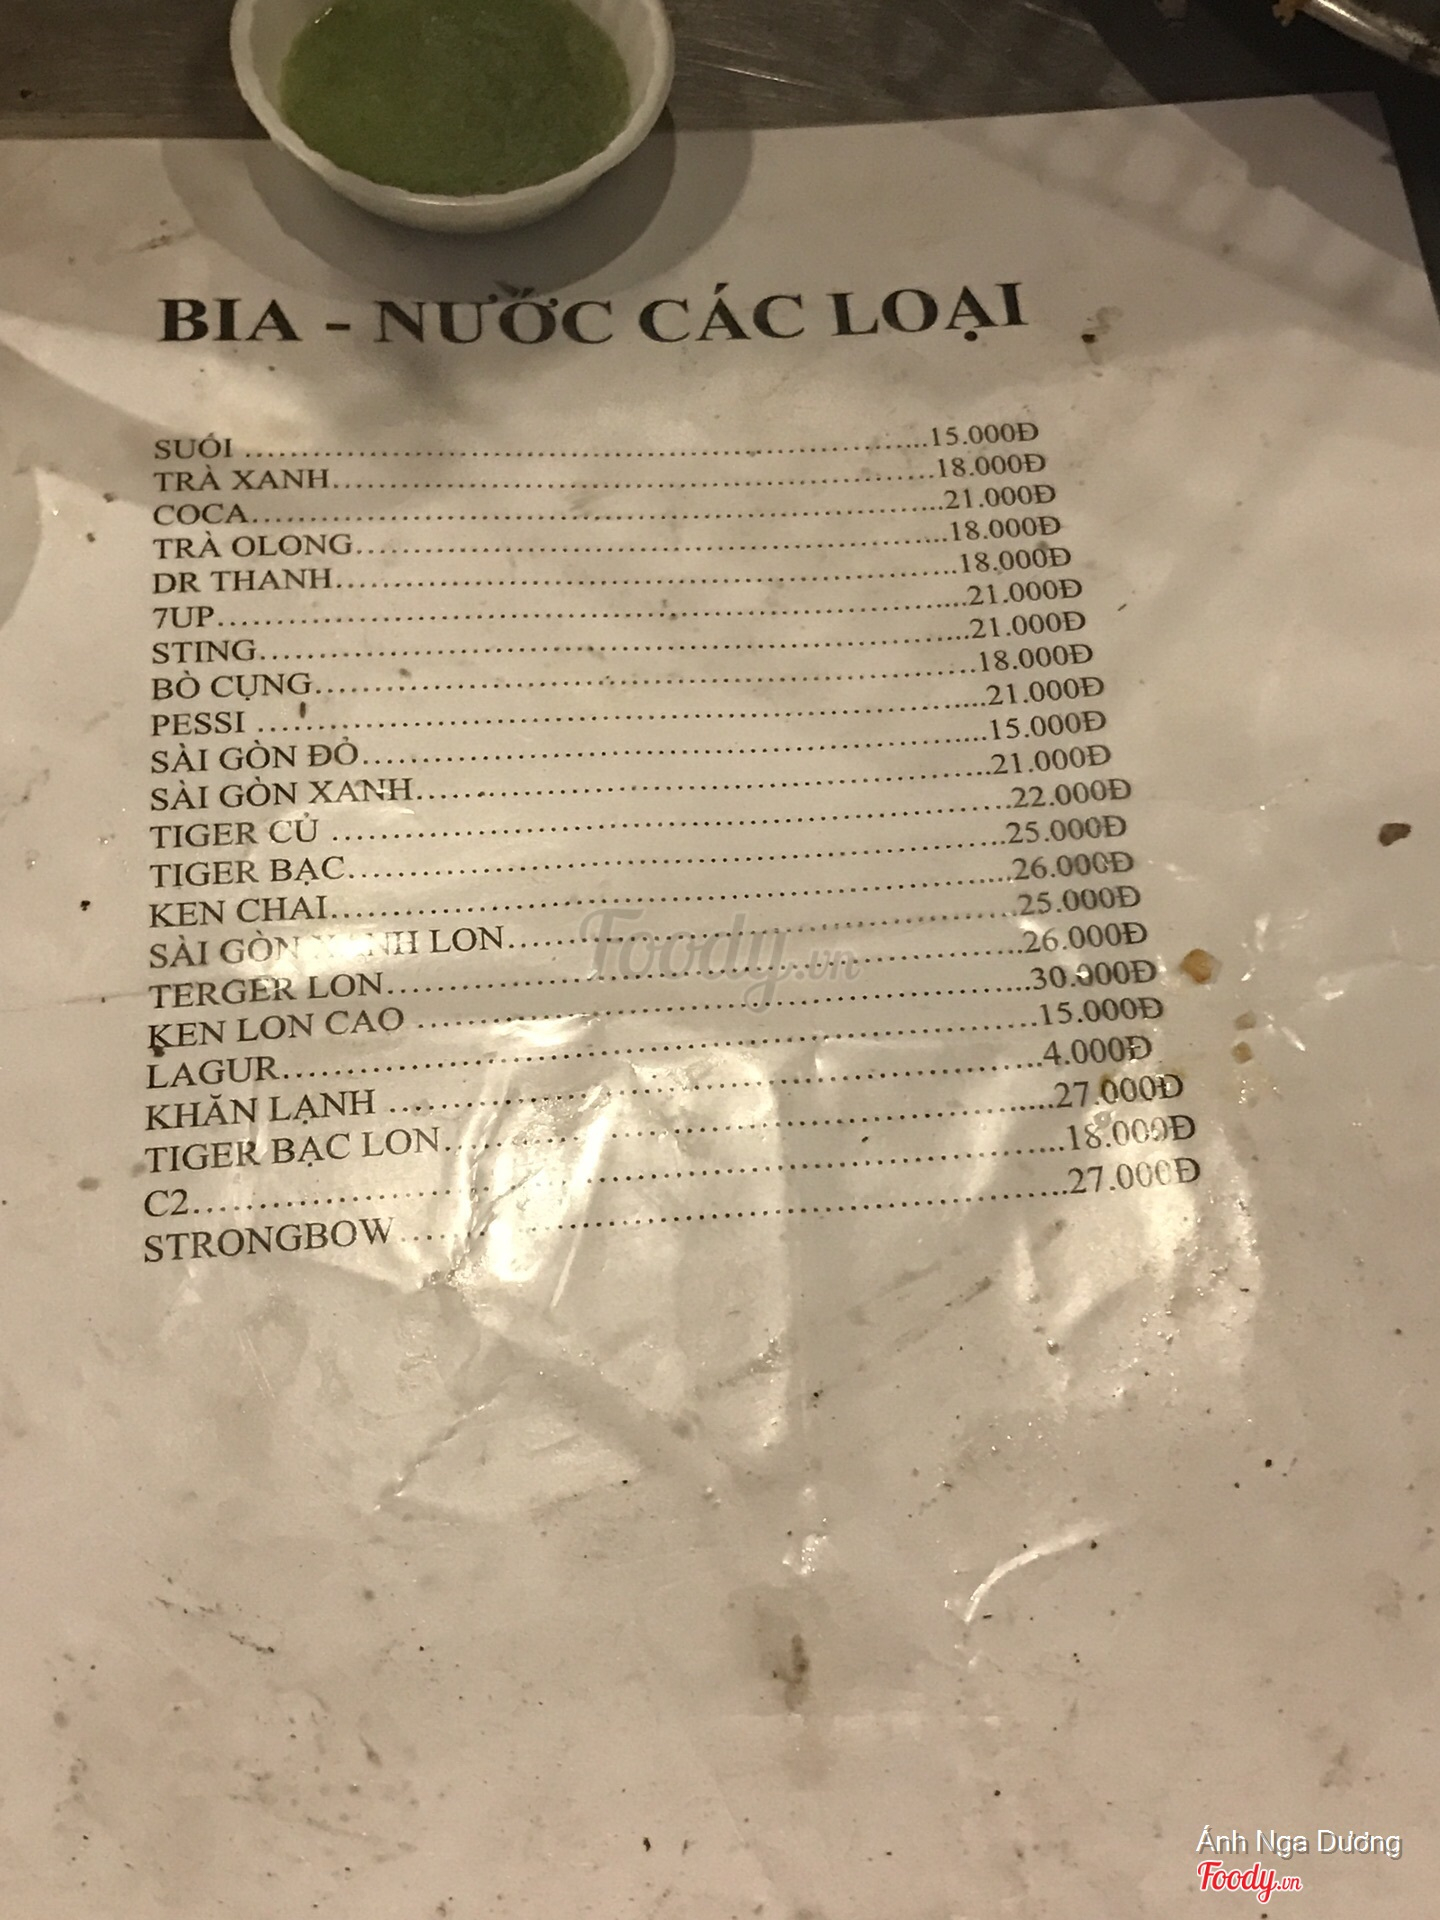 BIA - NƯỚC CÁC LOẠI
SUỐI ........................15.000Đ
TRÀ XANH........................18.000Đ
COCA........................21.000Đ
TRÀ OLONG........................18.000Đ
DR THANH........................18.000Đ
7UP........................21.000Đ
STING........................21.000Đ
BÒ CỤNG........................18.000Đ
PESSI ........................21.000Đ
SÀI GÒN ĐỎ........................15.000Đ
SÀI GÒN XANH........................21.000Đ
TIGER CỦ ........................22.000Đ
TIGER BẠC........................25.000Đ
KEN CHAI........................26.000Đ
SÀI GÒN XANH LON........................25.000Đ
TERGER LON........................26.000Đ
KEN LON CAO ........................30.000Đ
LAGUR........................15.000Đ
KHĂN LẠNH ........................4.000Đ
TIGER BẠC LON........................27.000Đ
C2........................18.000Đ
STRONGBOW........................27.000Đ
Foody.vn
Ánh Nga Dương
Foody.vn